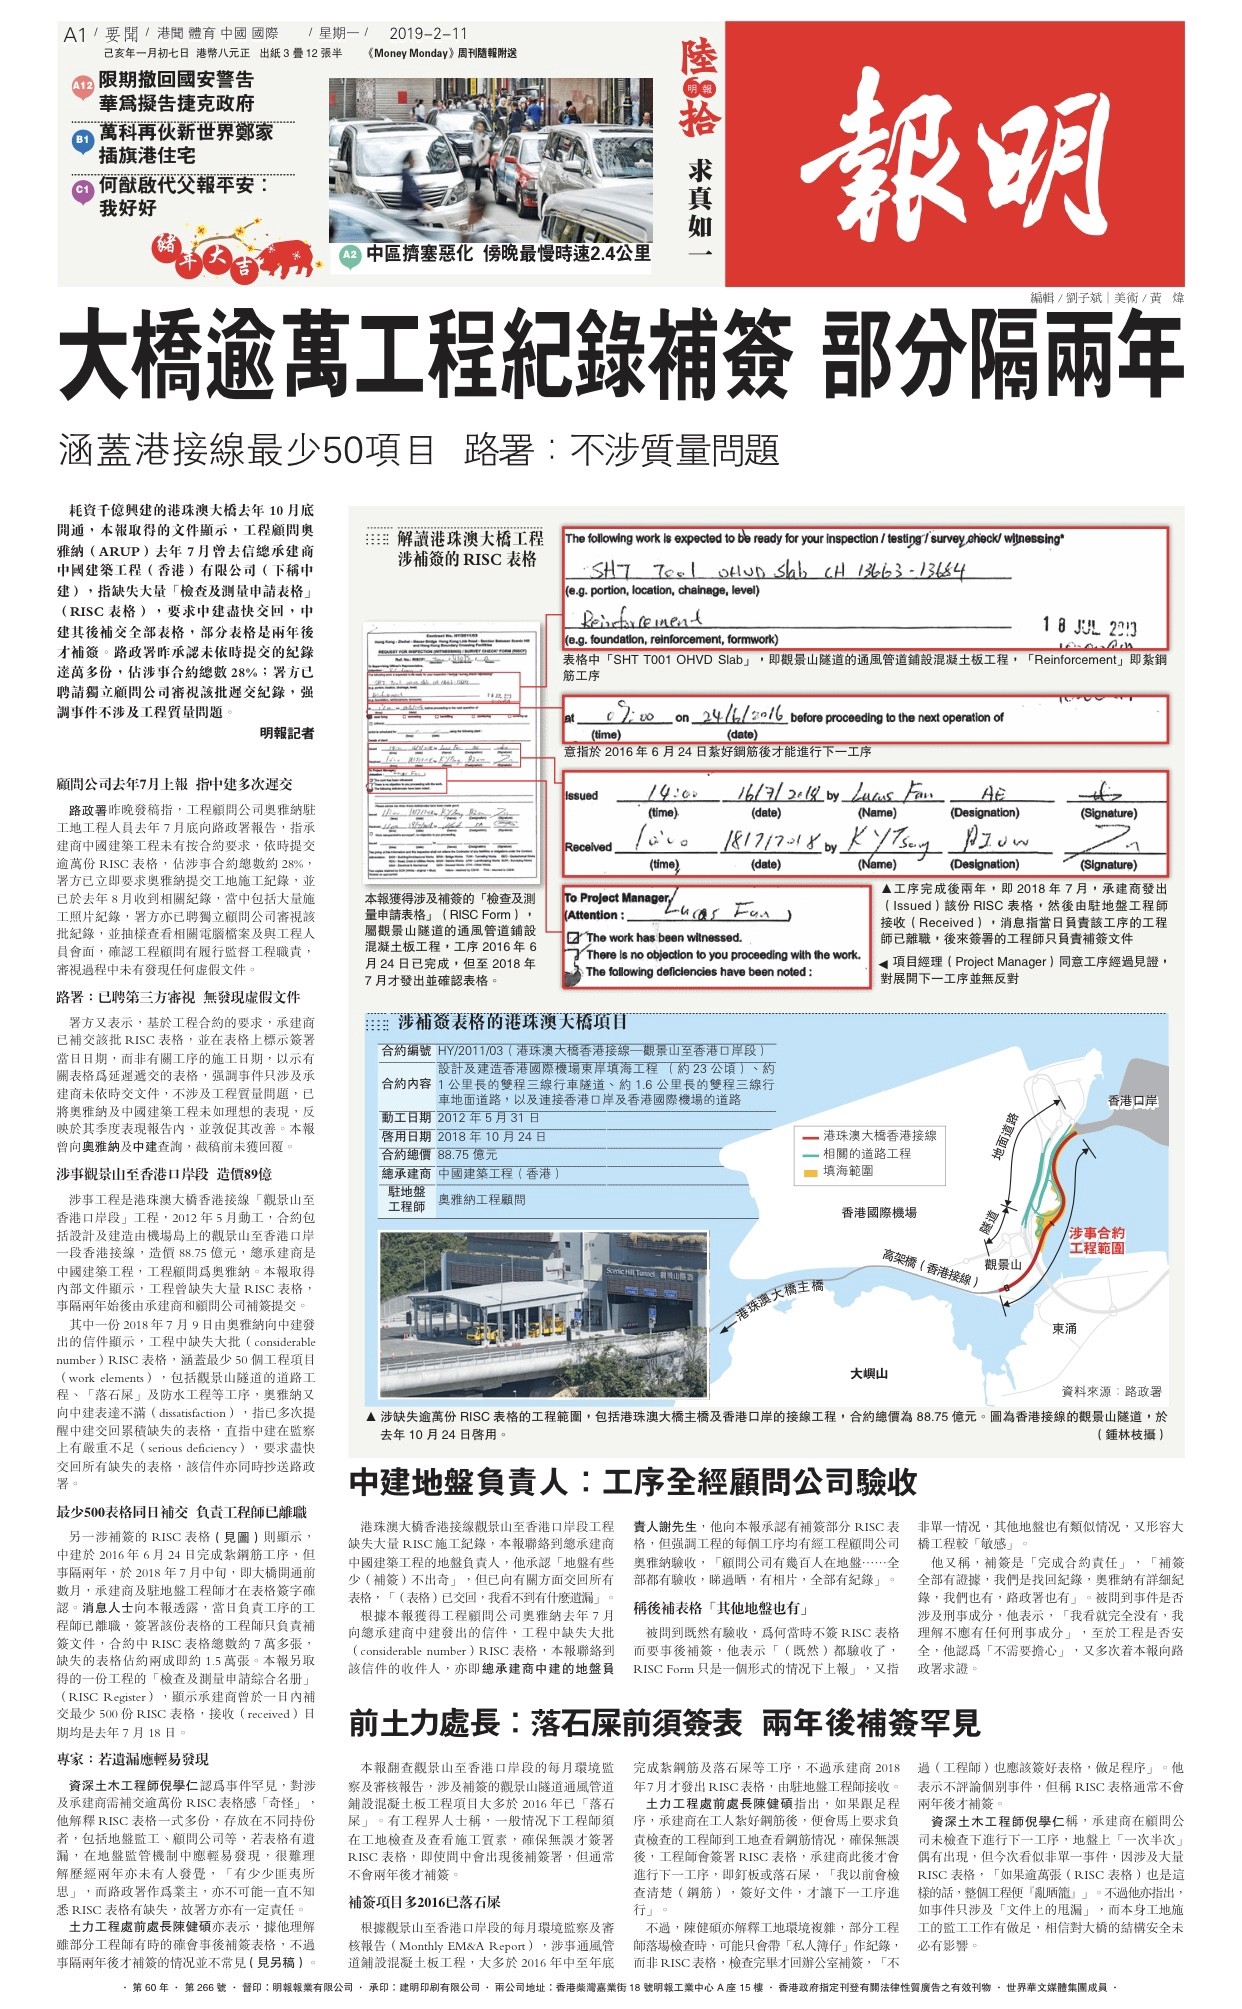 A1 / 要聞 / 港聞 體育 中國 國際 / 星期一 / 2019-2-11
己亥年一月初七日 港幣八元正 出紙3疊12張半 《Money Monday》周刊隨報附送
A12 限期撤回國安警告
華為擬告捷克政府
B1 萬科再伙新世界鄭家
插旗港住宅
C1 何猷啟代父報平安：
我好好
豬年大吉
A2 中區擠塞惡化 傍晚最慢時速2.4公里
陸拾
明報
求真如一
明報
編輯/劉子斌｜美術/黃 煒
大橋逾萬工程紀錄補簽 部分隔兩年
涵蓋港接線最少50項目 路署：不涉質量問題
耗資千億興建的港珠澳大橋去年10月底
開通，本報取得的文件顯示，工程顧問奧
雅納（ARUP）去年7月曾去信總承建商
中國建築工程（香港）有限公司（下稱中
建），指缺失大量「檢查及測量申請表格」
（RISC表格），要求中建盡快交回，中
建其後補交全部表格，部分表格是兩年後
才補簽。路政署昨承認未依時提交的紀錄
達萬多份，佔涉事合約總數28%；署方已
聘請獨立顧問公司審視該批遲交紀錄，強
調事件不涉及工程質量問題。
明報記者
顧問公司去年7月上報 指中建多次遲交
路政署昨晚發稿指，工程顧問公司奧雅納駐
工地工程人員去年7月底向路政署報告，指承
建商中國建築工程未有按合約要求，依時提交
逾萬份RISC表格，佔涉事合約總數約28%，
署方已立即要求奧雅納提交工地施工紀錄，並
已於去年8月收到相關紀錄，當中包括大量施
工照片紀錄，署方亦已聘獨立顧問公司審視該
批紀錄，並抽樣查看相關電腦檔案及與工程人
員會面，確認工程顧問有履行監督工程職責，
審視過程中未有發現任何虛假文件。
路署：已聘第三方審視 無發現虛假文件
署方又表示，基於工程合約的要求，承建商
已補交該批RISC表格，並在表格上標示簽署
當日日期，而非有關工序的施工日期，以示有
關表格為延遲遞交的表格，強調事件只涉及承
建商未依時交文件，不涉及工程質量問題，已
將奧雅納及中國建築工程未如理想的表現，反
映於其季度表現報告內，並敦促其改善。本報
曾向奧雅納及中建查詢，截稿前未獲回覆。
涉事觀景山至香港口岸段 造價89億
涉事工程是港珠澳大橋香港接線「觀景山至
香港口岸段」工程，2012年5月動工，合約包
括設計及建造由機場島上的觀景山至香港口岸
一段香港接線，造價88.75億元，總承建商是
中國建築工程，工程顧問為奧雅納。本報取得
內部文件顯示，工程曾缺失大量RISC表格，
事隔兩年始後由承建商和顧問公司補簽提交。
其中一份2018年7月9日由奧雅納向中建發
出的信件顯示，工程中缺失大批（considerable
number）RISC表格，涵蓋最少50個工程項目
（work elements），包括觀景山隧道的道路工
程、「落石屎」及防水工程等工序，奧雅納又
向中建表達不滿（dissatisfaction），指已多次提
醒中建交回累積缺失的表格，直指中建在監察
上有嚴重不足（serious deficiency），要求盡快
交回所有缺失的表格，該信件亦同時抄送路政
署。
最少500表格同日補交 負責工程師已離職
另一涉補簽的RISC表格（見圖）則顯示，
中建於2016年6月24日完成紮鋼筋工序，但
事隔兩年，於2018年7月中旬，即大橋開通前
數月，承建商及駐地盤工程師才在表格簽字確
認。消息人士向本報透露，當日負責工序的工
程師已離職，簽署該份表格的工程師只負責補
簽文件，合約中RISC表格總數約7萬多張，
缺失的表格佔約兩成即約1.5萬張。本報另取
得的一份工程的「檢查及測量申請綜合名册」
（RISC Register），顯示承建商曾於一日內補
交最少500份RISC表格，接收（received）日
期均是去年7月18日。
專家：若遺漏應輕易發現
資深土木工程師倪學仁認為事件罕見，對涉
及承建商需補交逾萬份RISC表格感「奇怪」，
他解釋RISC表格一式多份，存放在不同持份
者，包括地盤監工、顧問公司等，若表格有遺
漏，在地盤監管機制中應輕易發現，很難理
解歷經兩年亦未有人發覺，「有少少匪夷所
思」，而路政署作為業主，亦不可能一直不知
悉RISC表格有缺失，故署方亦有一定責任。
土力工程處前處長陳健碩亦表示，據他理解
雖部分工程師有時的確會事後補簽表格，不過
事隔兩年後才補簽的情況並不常見（見另稿）。
解讀港珠澳大橋工程
涉補簽的RISC表格
The following work is expected to be ready for your inspection / testing / survey check/ witnessing*
SHT T001 OHVD Slab CH 13663-13684
(e.g. portion, location, chainage, level)
Reinforcement
(e.g. foundation, reinforcement, formwork)
表格中「SHT T001 OHVD Slab」，即觀景山隧道的通風管道鋪設混凝土板工程，「Reinforcement」即紮鋼
筋工序
at 09:00 on 24/6/2016 before proceeding to the next operation of
(time) (date)
意指於2016年6月24日紮好鋼筋後才能進行下一工序
Issued 14:00 16/7/2018 by Lucas Fan AE
(time) (date) (Name) (Designation) (Signature)
Received 18/7/2018 by K Y Tsang
(time) (date) (Name) (Designation) (Signature)
To Project Manager,
(Attention : Lucas Fan )
The work has been witnessed.
There is no objection to you proceeding with the work.
The following deficiencies have been noted :
本報獲得涉及補簽的「檢查及測
量申請表格」（RISC Form），
屬觀景山隧道的通風管道鋪設
混凝土板工程，工序2016年6
月24日已完成，但至2018年
7月才發出並確認表格。
▲工序完成後兩年，即2018年7月，承建商發出
（Issued）該份RISC表格，然後由駐地盤工程師
接收（Received），消息指當日負責該工序的工程
師已離職，後來簽署的工程師只負責補簽文件
◀ 項目經理（Project Manager）同意工序經過見證，
對展開下一工序並無反對
涉補簽表格的港珠澳大橋項目
合約編號 HY/2011/03（港珠澳大橋香港接線—觀景山至香港口岸段）
合約內容 設計及建造香港國際機場東岸填海工程（約23公頃）、約
1公里長的雙程三線行車隧道、約1.6公里長的雙程三線行
車地面道路，以及連接香港口岸及香港國際機場的道路
動工日期 2012年5月31日
啓用日期 2018年10月24日
合約總價 88.75億元
總承建商 中國建築工程（香港）
駐地盤工程師 奧雅納工程顧問
Scenic Hill Tunnel 觀景山隧道
港珠澳大橋香港接線
相關的道路工程
填海範圍
香港口岸
地面道路
隧道
香港國際機場
觀景山
涉事合約
工程範圍
高架橋（香港接線）
港珠澳大橋主橋
東涌
大嶼山
資料來源：路政署
▲ 涉缺失逾萬份RISC表格的工程範圍，包括港珠澳大橋主橋及香港口岸的接線工程，合約總價為88.75億元。圖為香港接線的觀景山隧道，於
去年10月24日啓用。 （鍾林枝攝）
中建地盤負責人：工序全經顧問公司驗收
港珠澳大橋香港接線觀景山至香港口岸段工程
缺失大量RISC施工紀錄，本報聯絡到總承建商
中國建築工程的地盤負責人，他承認「地盤有些
少（補簽）不出奇」，但已向有關方面交回所有
表格，「（表格）已交回，我看不到有什麽遺漏」。
根據本報獲得工程顧問公司奧雅納去年7月
向總承建商中建發出的信件，工程中缺失大批
（considerable number）RISC表格，本報聯絡到
該信件的收件人，亦即總承建商中建的地盤負
責人謝先生，他向本報承認有補簽部分RISC表
格，但強調工程的每個工序均有經工程顧問公司
奧雅納驗收，「顧問公司有幾百人在地盤……全
部都有驗收，睇過晒，有相片，全部有紀錄」。
稱後補表格「其他地盤也有」
被問到既然有驗收，為何當時不簽RISC表格
而要事後補簽，他表示「（既然）都驗收了，
RISC Form只是一個形式的情況下上報」，又指
非單一情況，其他地盤也有類似情況，又形容大
橋工程較「敏感」。
他又稱，補簽是「完成合約責任」，「補簽
全部有證據，我們是找回紀錄，奧雅納有詳細紀
錄，我們也有，路政署也有」。被問到事件是否
涉及刑事成分，他表示，「我看就完全没有，我
理解不應有任何刑事成分」，至於工程是否安
全，他認為「不需要擔心」，又多次着本報向路
政署求證。
前土力處長：落石屎前須簽表 兩年後補簽罕見
本報翻查觀景山至香港口岸段的每月環境監
察及審核報告，涉及補簽的觀景山隧道通風管道
鋪設混凝土板工程項目大多於2016年已「落石
屎」。有工程界人士稱，一般情況下工程師須
在工地檢查及查看施工質素，確保無誤才簽署
RISC表格，即使間中會出現後補簽署，但通常
不會兩年後才補簽。
補簽項目多2016已落石屎
根據觀景山至香港口岸段的每月環境監察及審
核報告（Monthly EM&A Report），涉事通風管
道鋪設混凝土板工程，大多於2016年中至年底
完成紮鋼筋及落石屎等工序，不過承建商2018
年7月才發出RISC表格，由駐地盤工程師接收。
土力工程處前處長陳健碩指出，如果跟足程
序，承建商在工人紮好鋼筋後，便會馬上要求負
責檢查的工程師到工地查看鋼筋情況，確保無誤
後，工程師會簽署RISC表格，承建商此後才會
進行下一工序，即釘板或落石屎，「我以前會檢
查清楚（鋼筋），簽好文件，才讓下一工序進
行」。
不過，陳健碩亦解釋工地環境複雜，部分工程
師落場檢查時，可能只會帶「私人簿仔」作紀錄，
而非RISC表格，檢查完畢才回辦公室補簽，「不
過（工程師）也應該簽好表格，做足程序」。他
表示不評論個别事件，但稱RISC表格通常不會
兩年後才補簽。
資深土木工程師倪學仁稱，承建商在顧問公
司未檢查下進行下一工序，地盤上「一次半次」
偶有出現，但今次看似非單一事件，因涉及大量
RISC表格，「如果逾萬張（RISC表格）也是這
樣的話，整個工程便『亂晒籠』」。不過他亦指出，
如事件只涉及「文件上的甩漏」，而本身工地施
工的監工工作有做足，相信對大橋的結構安全未
必有影響。
・第60年・第266號・督印：明報報業有限公司・承印：建明印刷有限公司・兩公司地址：香港柴灣嘉業街18號明報工業中心A座15樓・香港政府指定刊登有關法律性質廣告之有效刊物・世界華文媒體集團成員・